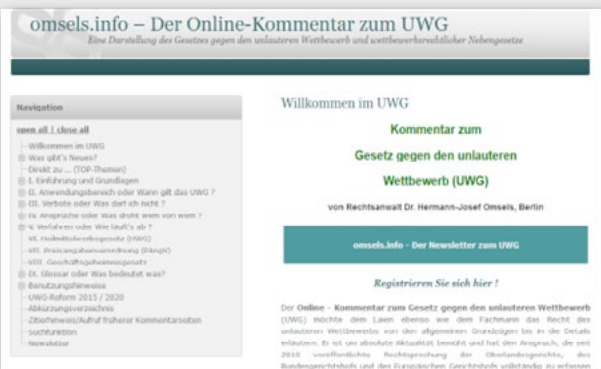 omsels.info – Der Online-Kommentar zum UWG
Eine Darstellung des Gesetzes gegen den unlauteren Wettbewerb und wettbewerbsrechtlicher Nebengesetze
Navigation
open all | close all
Willkommen im UWG
Was gibt's Neues?
Direkt zu ... (TOP-Themen)
I. Einführung und Grundlagen
II. Anwendungsbereich oder Wann gilt das UWG ?
III. Verbote oder Was darf ich nicht ?
IV. Ansprüche oder Was droht wem von wem ?
V. Verfahren oder Wie läuft's ab ?
VI. Heilmittelwerbegesetz (HWG)
VII. Preisangabenverordnung (PAngV)
VIII. Geschäftsgeheimnisgesetz
IX. Glossar oder Was bedeutet was?
Benutzungshinweise
UWG-Reform 2015 / 2020
Abkürzungsverzeichnis
Zitierhinweis/Aufruf früherer Kommentarseiten
Suchfunktion
Newsletter
Willkommen im UWG
Kommentar zum
Gesetz gegen den unlauteren
Wettbewerb (UWG)
von Rechtsanwalt Dr. Hermann-Josef Omsels, Berlin
omsels.info - Der Newsletter zum UWG
Registrieren Sie sich hier !
Der Online - Kommentar zum Gesetz gegen den unlauteren Wettbewerb
(UWG) möchte dem Laien ebenso wie dem Fachmann das Recht des
unlauteren Wettbewerbs von den allgemeinen Grundzügen bis in die Details
erläutern. Er ist um absolute Aktualität bemüht und hat den Anspruch, die seit
2010 veröffentlichte Rechtsprechung der Oberlandesgerichte, des
Bundesgerichtshofs und des Europäischen Gerichtshofs vollständig zu erfassen